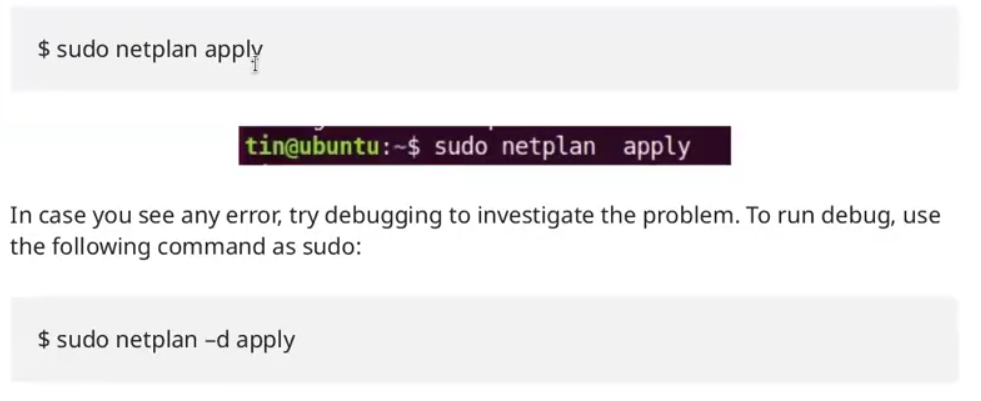 $ sudo netplan apply
tin@ubuntu:~$ sudo netplan  apply
In case you see any error, try debugging to investigate the problem. To run debug, use
the following command as sudo:
$ sudo netplan –d apply